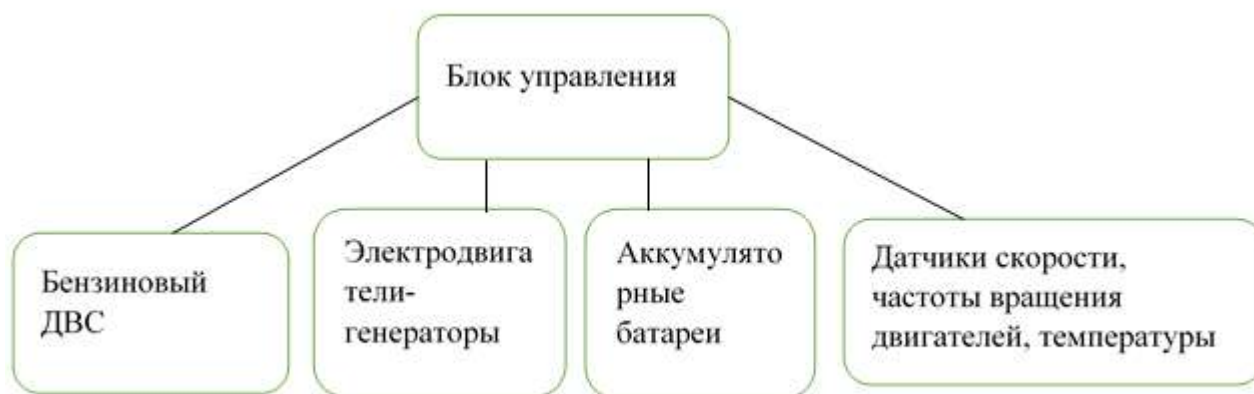 Блок управления
Бензиновый
ДВС
Электродвига
тели-
генераторы
Аккумулято
рные
батареи
Датчики скорости,
частоты вращения
двигателей, температуры